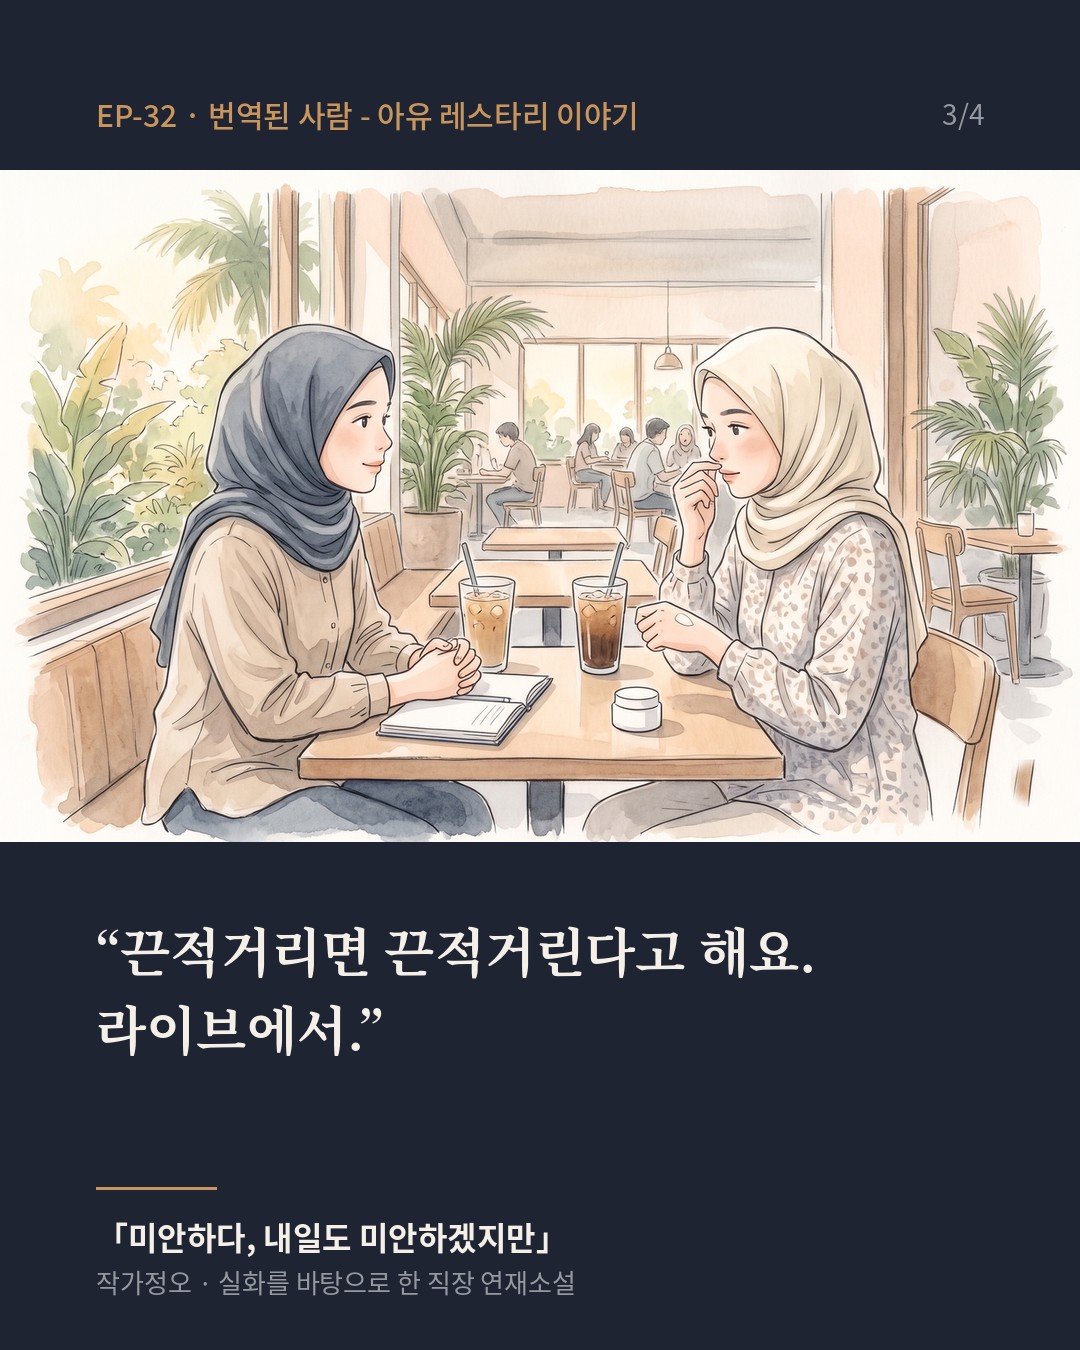 EP-32 · 번역된 사람 - 아유 레스타리 이야기
3/4
“끈적거리면 끈적거린다고 해요.
라이브에서.”
「미안하다, 내일도 미안하겠지만」
작가정오 · 실화를 바탕으로 한 직장 연재소설